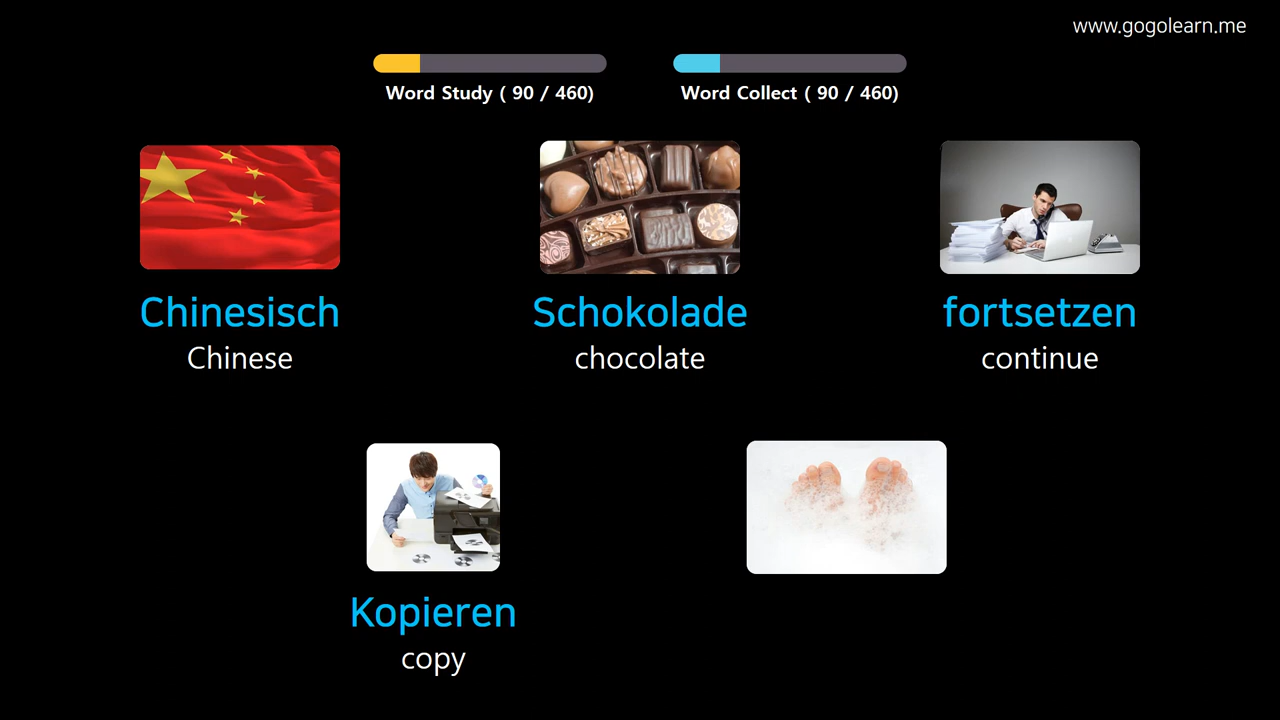 www.gogolearn.me
Word Study ( 90 / 460)
Word Collect ( 90 / 460)
Chinesisch
Chinese
Schokolade
chocolate
fortsetzen
continue
Kopieren
copy